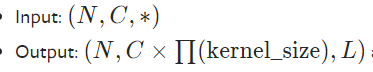 • Input: (N, C, *)
• Output: (N, C × ∏(kernel_size), L)